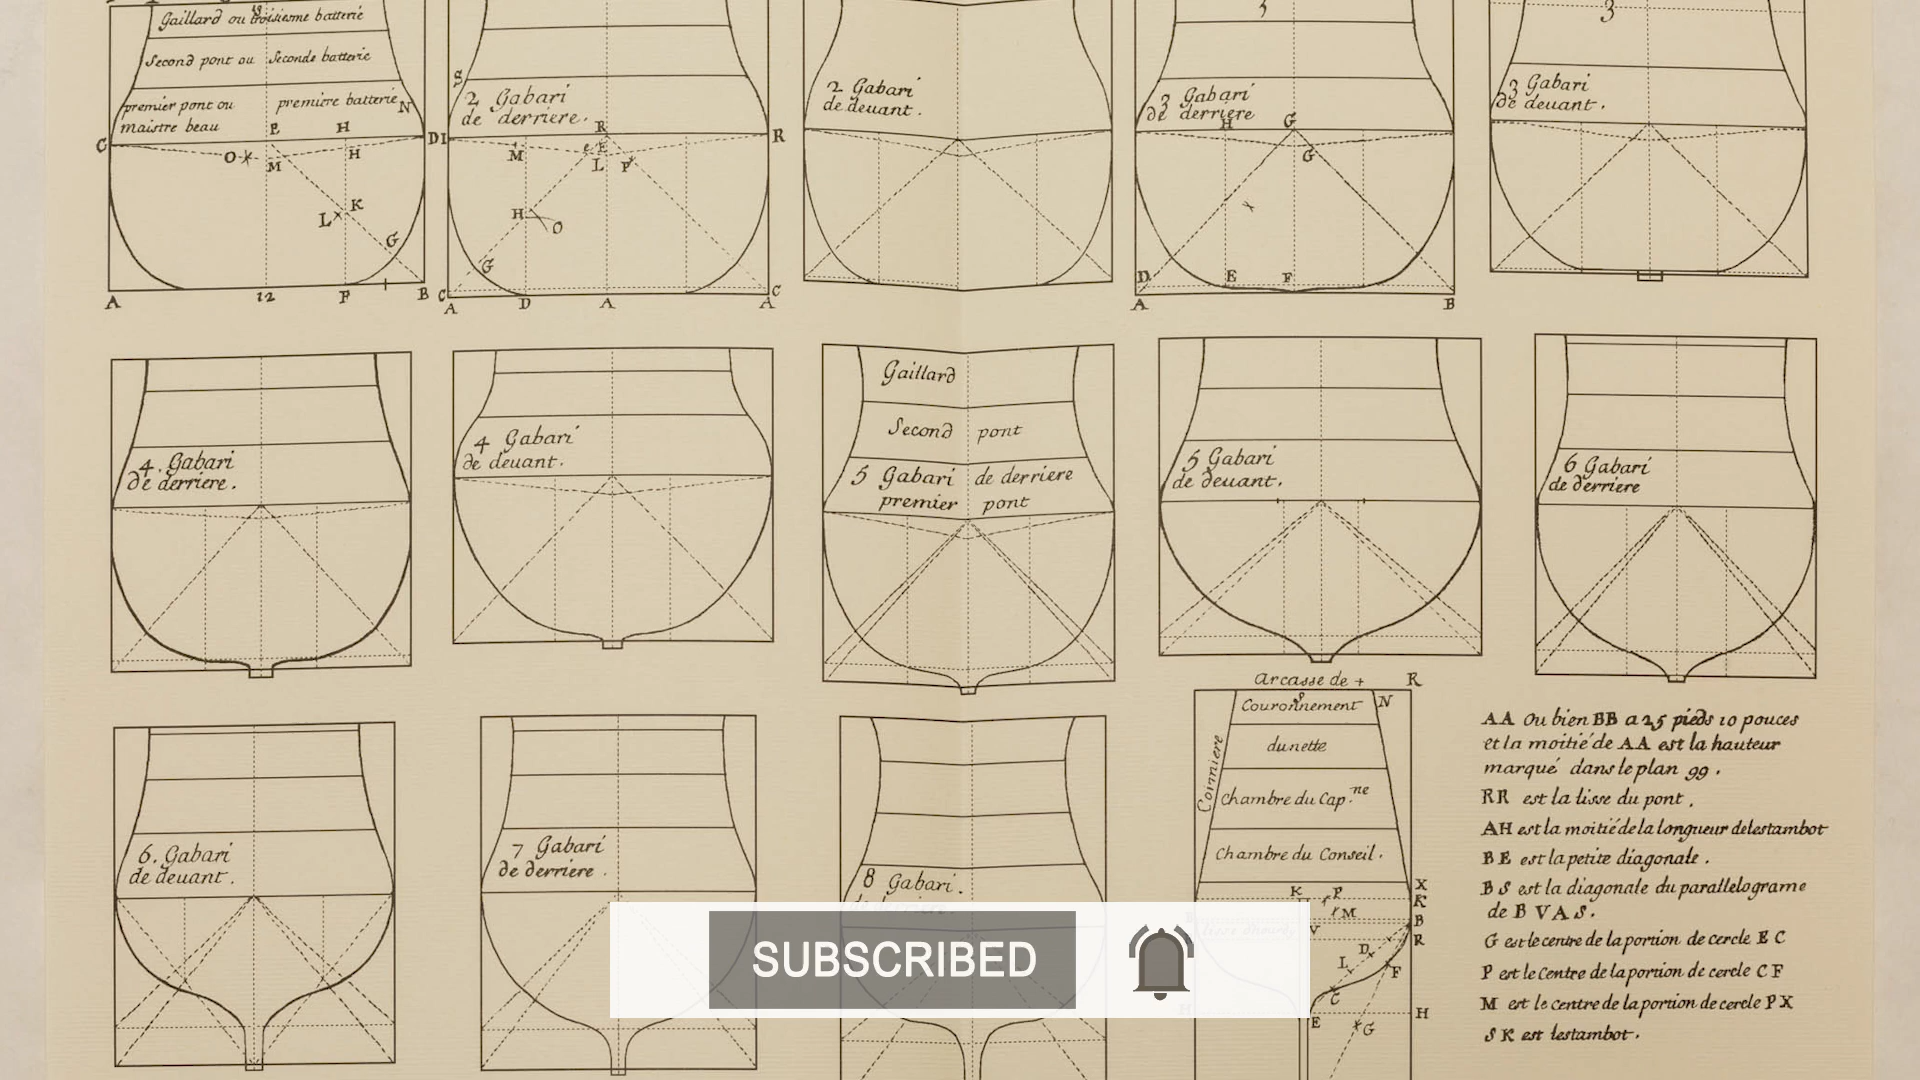 Gaillard ou troisiesme batterie
Second pont ou Seconde batterie
premier pont ou premiere batterie N
maistre beau
E H
C
O M H
L K
G
A 12 F B
S
2 Gabari
de derriere.
DI R R
M e E
L P
H O
G
C C
A D A A
2 Gabari
de deuant.
3
3 Gabari
de derriere
H G
G
D E F
A B
3
3 Gabari
de deuant.
4. Gabari
de derriere.
4 Gabari
de deuant.
Gaillard
Second pont
5 Gabari de derriere
premier pont
5 Gabari
de deuant.
6 Gabari
de derriere
6. Gabari
de deuant.
7 Gabari
de derriere.
8 Gabari.
Arcasse de + R
Couronnement N
dunette
Chambre du Cap.ne
Chambre du Conseil.
K P X
M K
B
V R
D
L F
C
E G H
AA Ou bien BB a 25 pieds 10 pouces
et la moitié de AA est la hauteur
marqué dans le plan 99.
RR est la lisse du pont.
AH est la moitié de la longueur delestambot
BE est la petite diagonale.
BS est la diagonale du parallelograme
de B V A S.
G est le centre de la portion de cercle E C
P est le Centre de la portion de cercle C F
M est le centre de la portion de cercle P X
SK est lestambot.
SUBSCRIBED